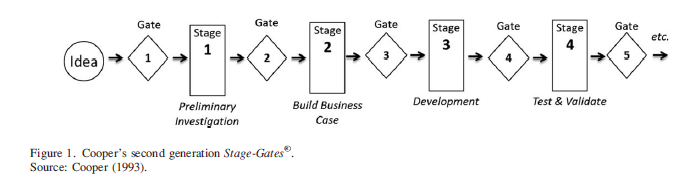 Gate
Stage
1
Gate
Stage
2
Gate
Stage
3
Gate
Stage
4
Gate
etc.
Idea
1
2
3
4
5
Preliminary
Investigation
Build Business
Case
Development
Test & Validate
Figure 1. Cooper's second generation Stage-Gates®.
Source: Cooper (1993).